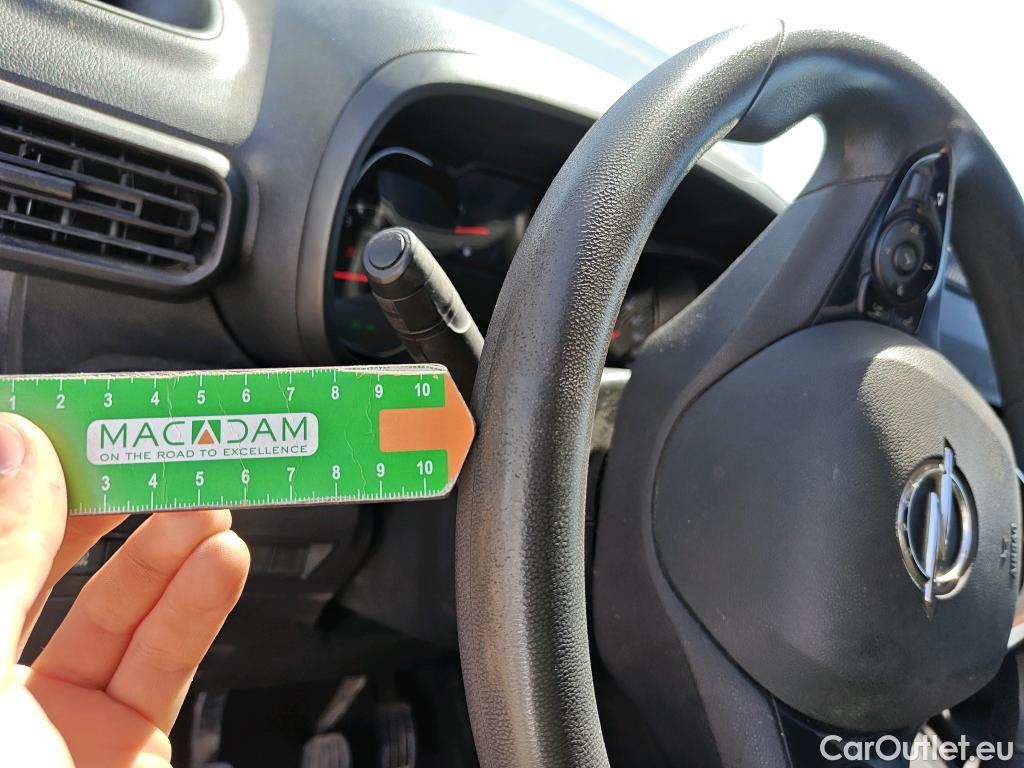 1 2 3 4 5 6 7 8 9 10
MACADAM
ON THE ROAD TO EXCELLENCE
3 4 5 6 7 8 9 10
AIRBAG
CarOutlet.eu